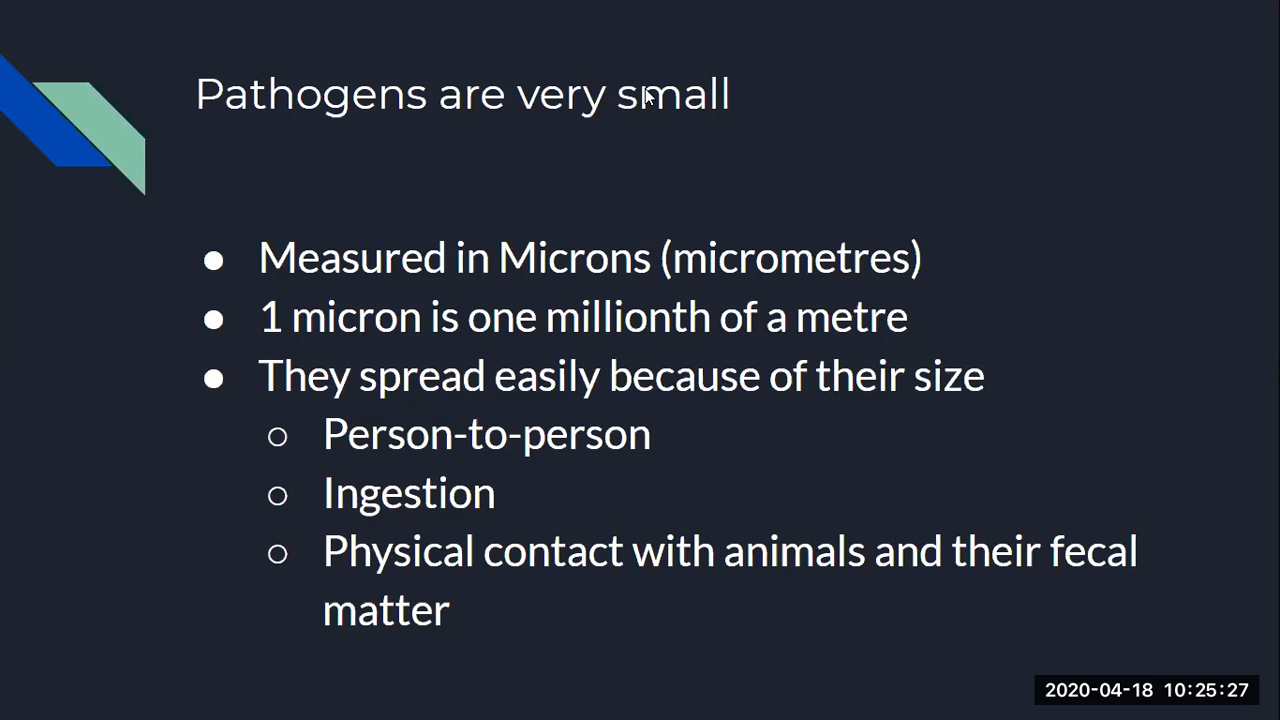 Pathogens are very small
● Measured in Microns (micrometres)
● 1 micron is one millionth of a metre
● They spread easily because of their size
○ Person-to-person
○ Ingestion
○ Physical contact with animals and their fecal
matter
2020-04-18 10:25:27